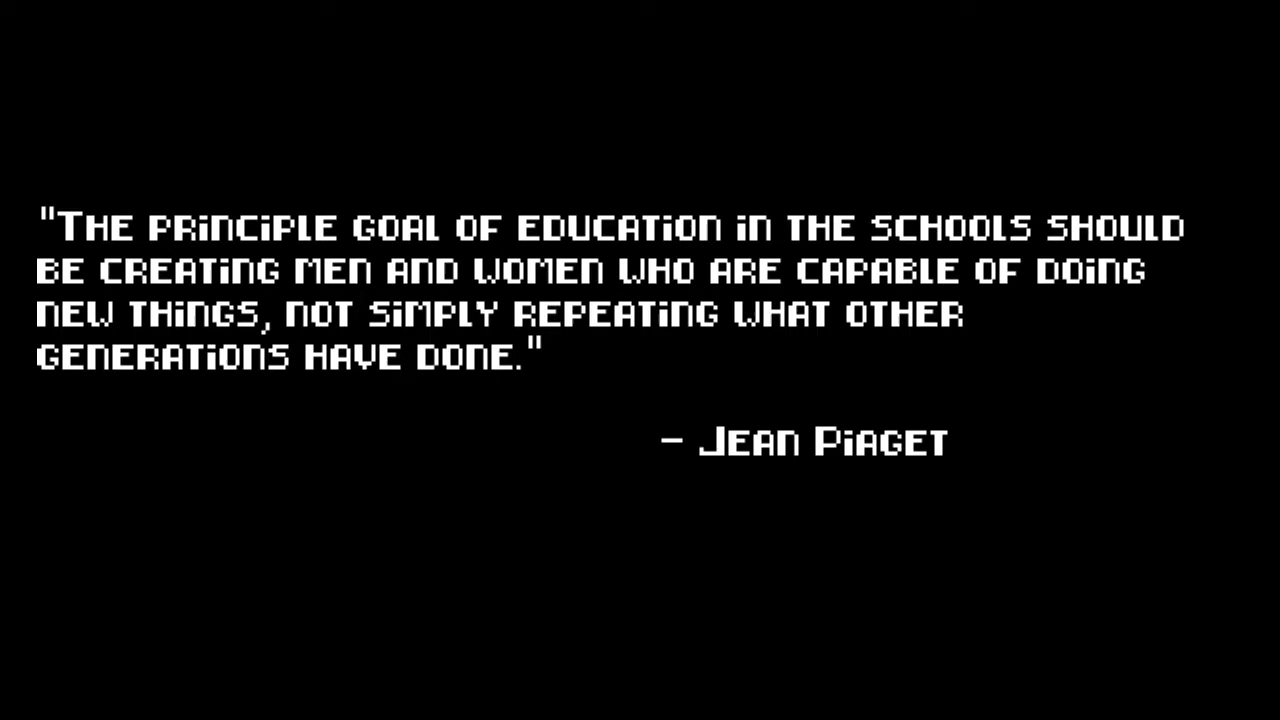 "The principle goal of education in the schools should
be creating men and women who are capable of doing
new things, not simply repeating what other
generations have done."
- Jean Piaget